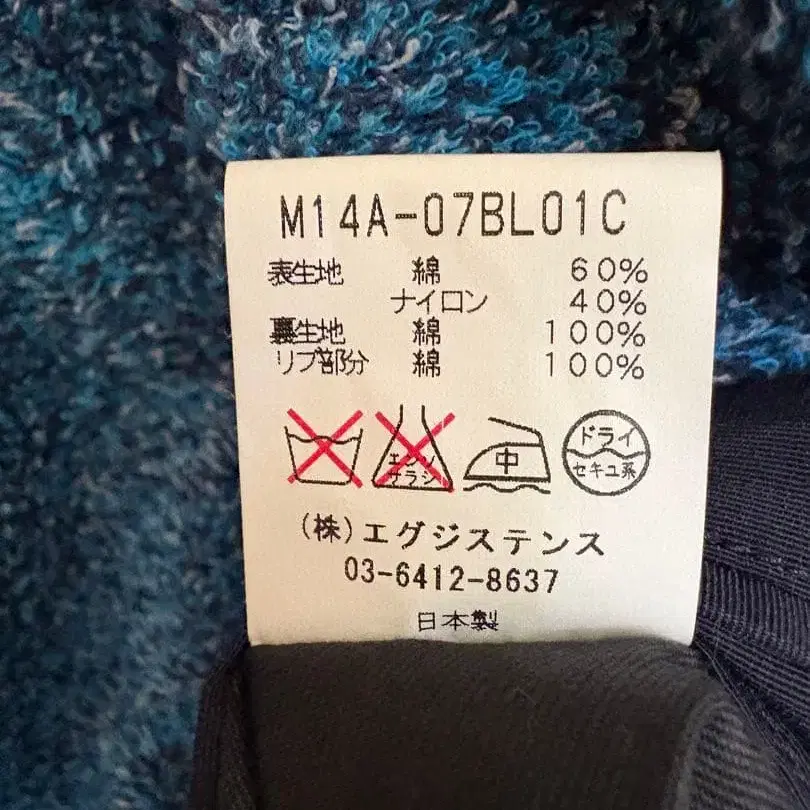 M14A-07BL01C
表生地 綿 60%
ナイロン 40%
裏生地 綿 100%
リブ部分 綿 100%
エンソ
サラシ
中
ドライ
セキユ系
(株)エグジステンス
03-6412-8637
日本製